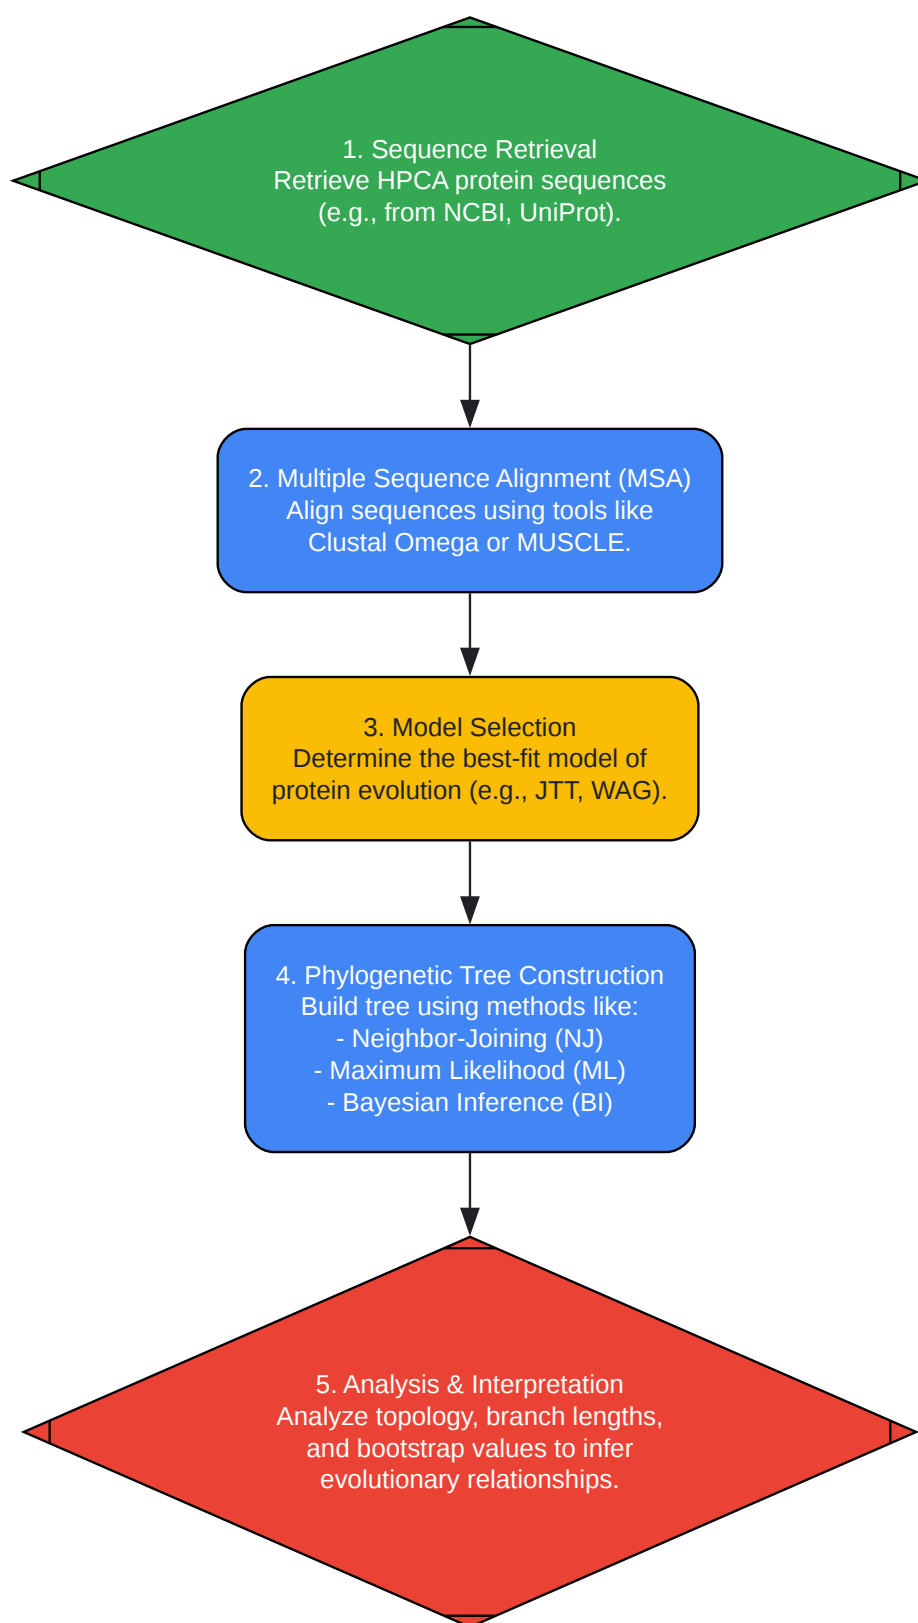 1. Sequence Retrieval
Retrieve HPCA protein sequences
(e.g., from NCBI, UniProt).
2. Multiple Sequence Alignment (MSA)
Align sequences using tools like
Clustal Omega or MUSCLE.
3. Model Selection
Determine the best-fit model of
protein evolution (e.g., JTT, WAG).
4. Phylogenetic Tree Construction
Build tree using methods like:
- Neighbor-Joining (NJ)
- Maximum Likelihood (ML)
- Bayesian Inference (BI)
5. Analysis & Interpretation
Analyze topology, branch lengths,
and bootstrap values to infer
evolutionary relationships.